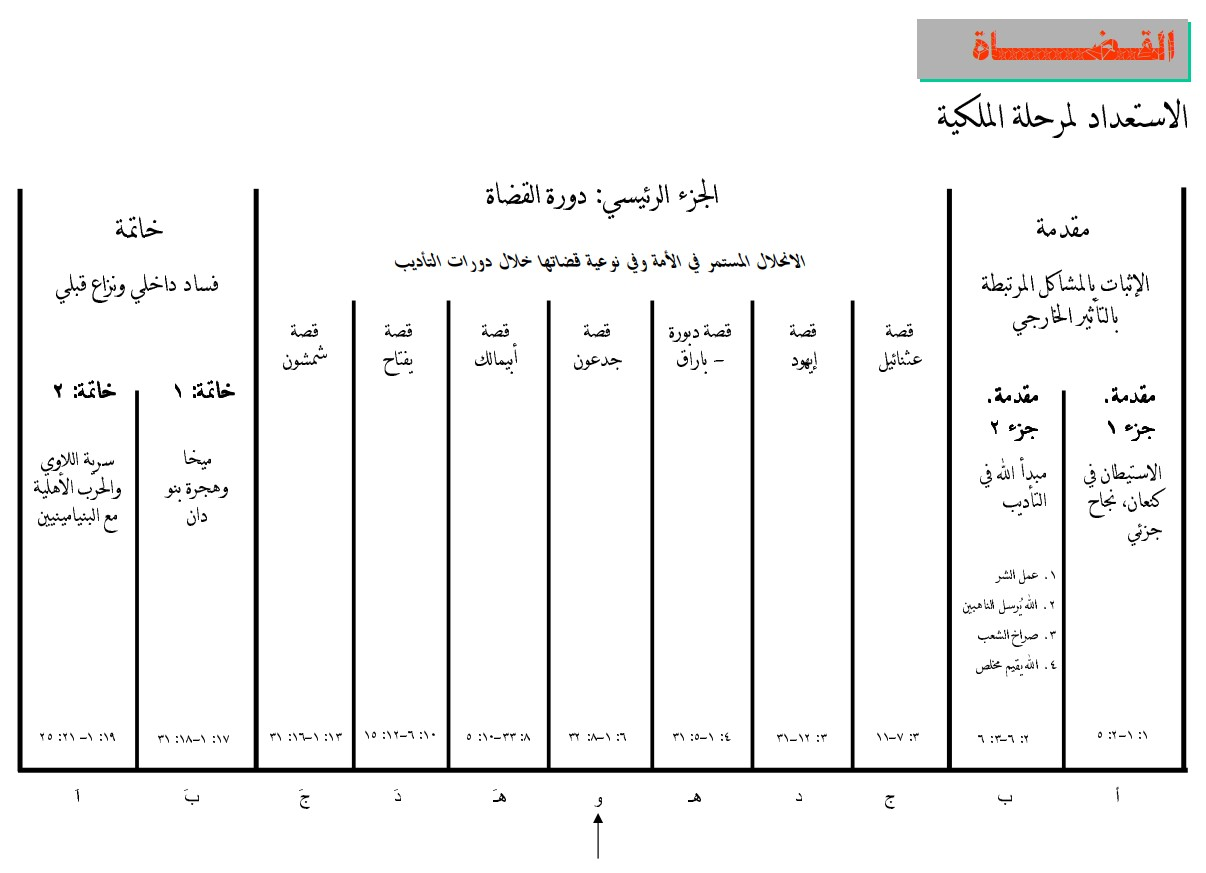 القــضــــــاة
الاستعداد لمرحلة الملكية
مقدمة
الإثبات بالمشاكل المرتبطة
بالتأثير الخارجي
مقدمة.
جزء ١
الاستيطان في
كنعان، نجاح
جزئي
١: ١–٢: ٥
أ
مقدمة.
جزء ٢
مبدأ الله في
التأديب
١. عمل الشر
٢. الله يُرسل الناهبين
٣. صراخ الشعب
٤. الله يقيم مخلص
٢: ٦–٣: ٦
ب
الجزء الرئيسي: دورة القضاة
الانحلال المستمر في الأمة وفي نوعية قضاتها خلال دورات التأديب
قصة
عثنائيل
٣: ٧–١١
ج
قصة
إيهود
٣: ١٢–٣١
د
قصة دبورة
– باراق
٤: ١–٥: ٣١
هـ
قصة
جدعون
٦: ١–٨: ٣٢
و
قصة
أبيمالك
٨: ٣٣–١٠: ٥
هـَ
قصة
يفتاح
١٠: ٦–١٢: ١٥
دَ
قصة
شمشون
١٣: ١–١٦: ٣١
جَ
خاتمة
فساد داخلي ونزاع قبلي
خاتمة: ١
ميخا
وهجرة بنو
دان
١٧: ١–١٨: ٣١
بَ
خاتمة: ٢
سرية اللاوي
والحرب الأهلية
مع البنيامينيين
١٩: ١– ٢١: ٢٥
اَ